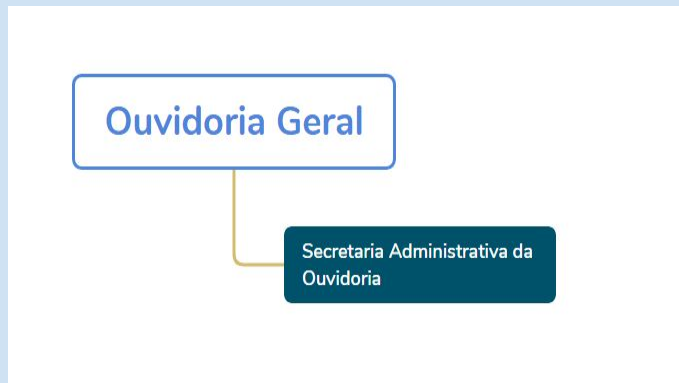 Ouvidoria Geral
Secretaria Administrativa da
Ouvidoria